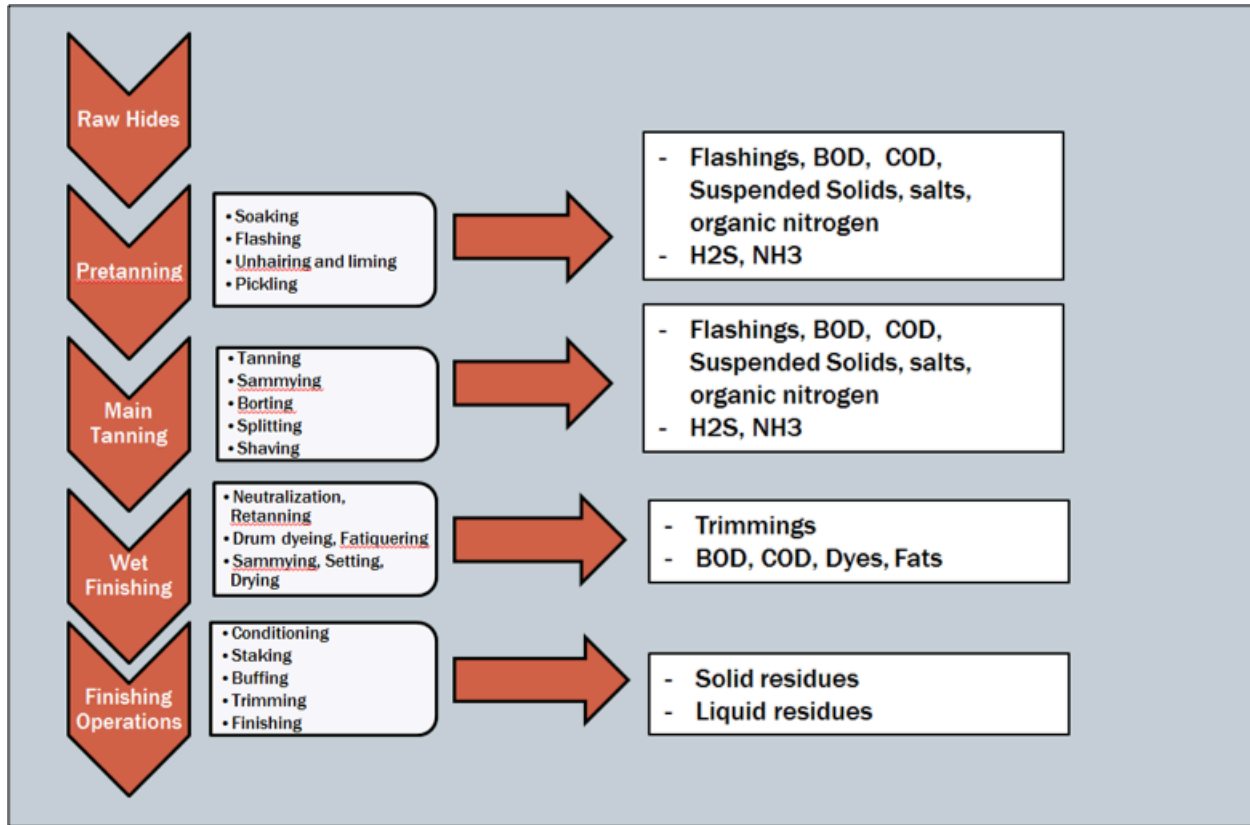 Raw Hides
Pretanning
• Soaking
• Flashing
• Unhairing and liming
• Pickling
- Flashings, BOD, COD,
Suspended Solids, salts,
organic nitrogen
- H2S, NH3
Main
Tanning
• Tanning
• Sammying
• Borting
• Splitting
• Shaving
- Flashings, BOD, COD,
Suspended Solids, salts,
organic nitrogen
- H2S, NH3
Wet
Finishing
• Neutralization,
Retanning
• Drum dyeing, Fatiquering
• Sammying, Setting,
Drying
- Trimmings
- BOD, COD, Dyes, Fats
Finishing
Operations
• Conditioning
• Staking
• Buffing
• Trimming
• Finishing
- Solid residues
- Liquid residues